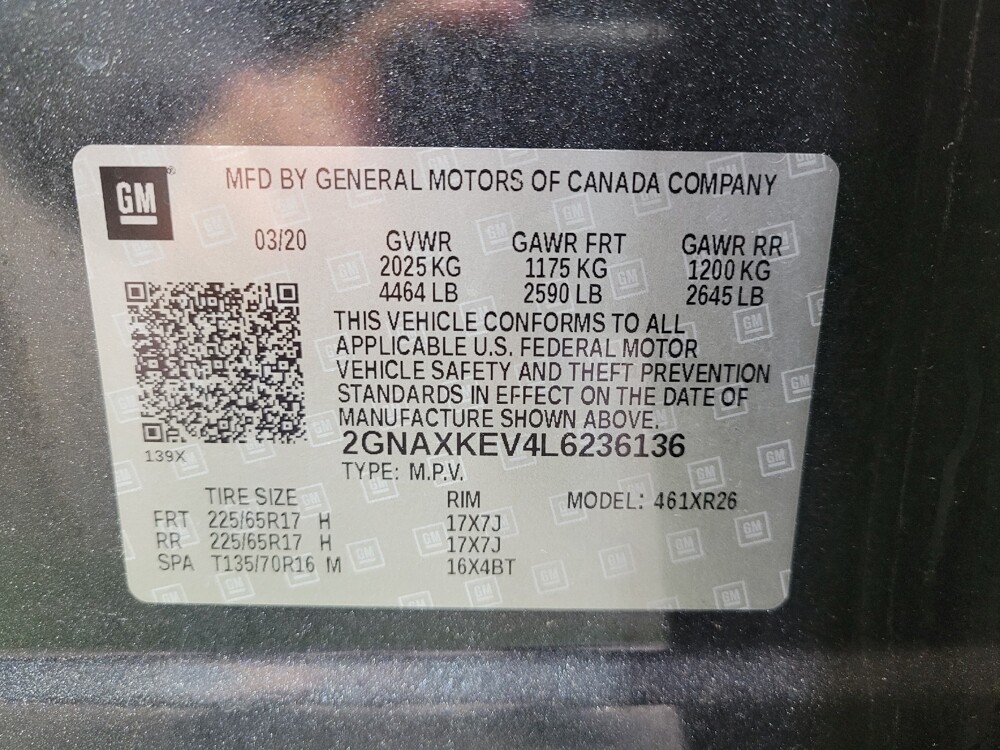 GM
MFD BY GENERAL MOTORS OF CANADA COMPANY
03/20 GVWR GAWR FRT GAWR RR
2025 KG 1175 KG 1200 KG
4464 LB 2590 LB 2645 LB
THIS VEHICLE CONFORMS TO ALL
APPLICABLE U.S. FEDERAL MOTOR
VEHICLE SAFETY AND THEFT PREVENTION
STANDARDS IN EFFECT ON THE DATE OF
MANUFACTURE SHOWN ABOVE.
2GNAXKEV4L6236136
139X
TYPE: M.P.V.
TIRE SIZE RIM MODEL: 461XR26
FRT 225/65R17 H 17X7J
RR 225/65R17 H 17X7J
SPA T135/70R16 M 16X4BT